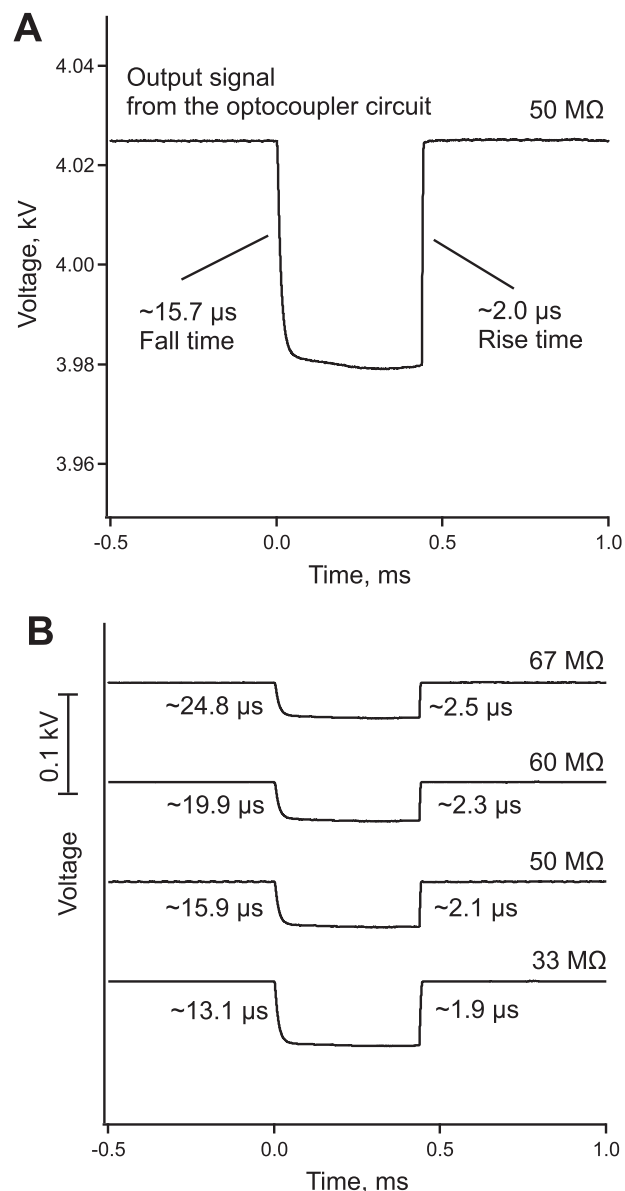 A
4.04
Output signal
from the optocoupler circuit
50 MΩ
4.02
Voltage, kV
4.00
~15.7 µs
Fall time
~2.0 µs
Rise time
3.98
3.96
-0.5
0.0
0.5
1.0
Time, ms
B
67 MΩ
~24.8 µs
~2.5 µs
0.1 kV
60 MΩ
~19.9 µs
~2.3 µs
Voltage
50 MΩ
~15.9 µs
~2.1 µs
33 MΩ
~13.1 µs
~1.9 µs
-0.5
0.0
0.5
1.0
Time, ms